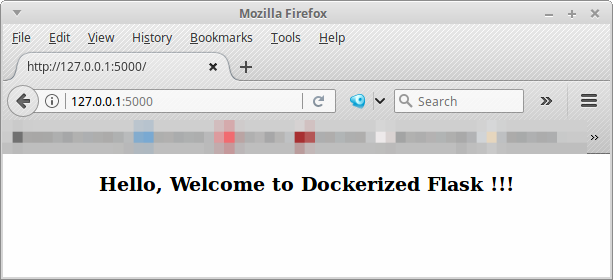 Mozilla Firefox
File Edit View History Bookmarks Tools Help
http://127.0.0.1:5000/
127.0.0.1:5000 Search
Hello, Welcome to Dockerized Flask !!!